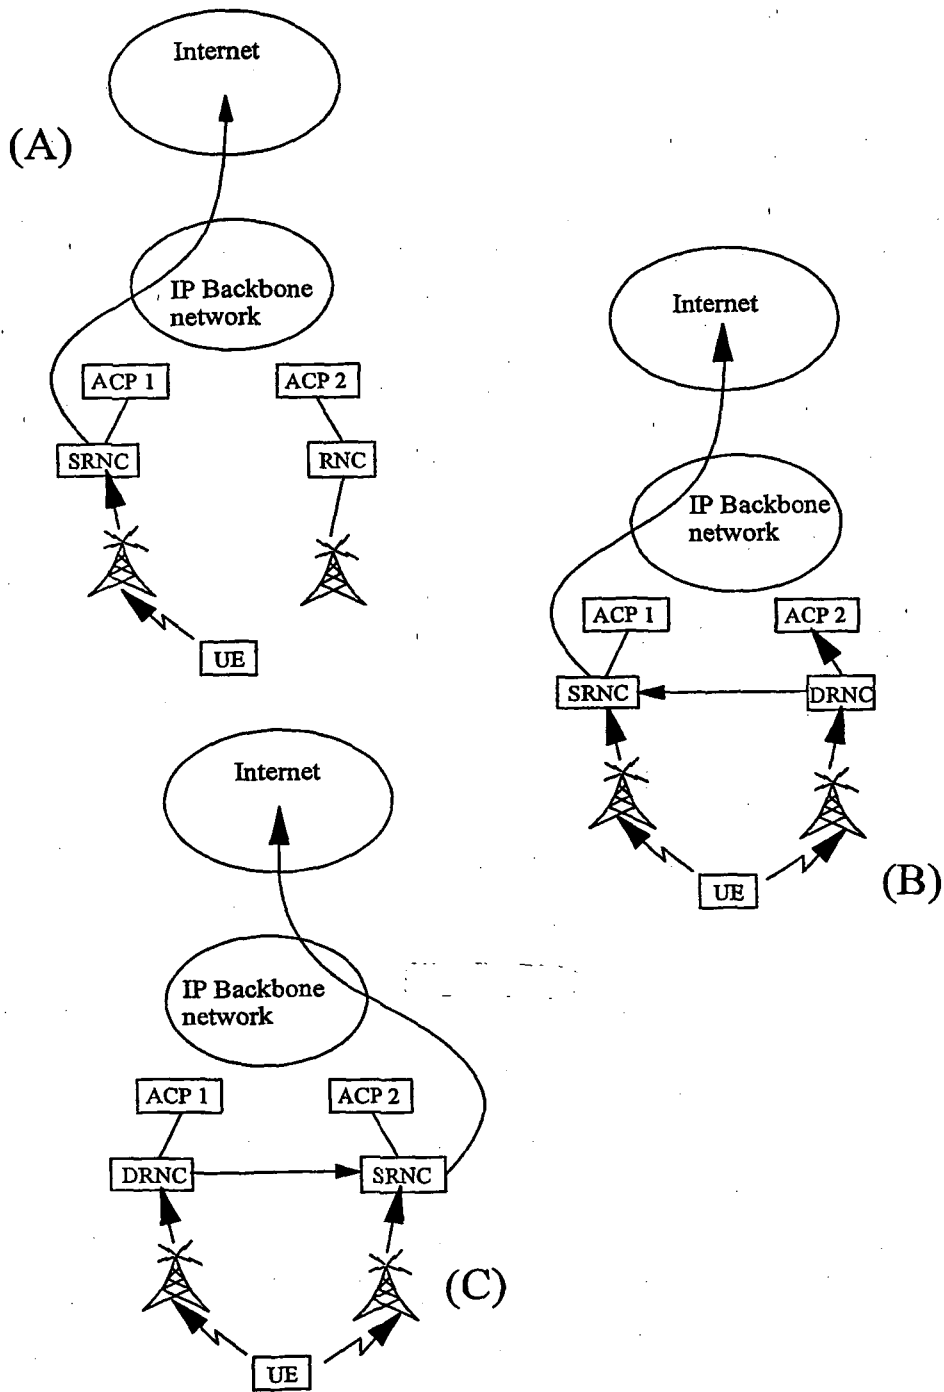 Internet
(A)
IP Backbone
network
ACP 1
ACP 2
SRNC
RNC
UE
Internet
IP Backbone
network
ACP 1
ACP 2
SRNC
DRNC
UE
(B)
Internet
IP Backbone
network
ACP 1
ACP 2
DRNC
SRNC
(C)
UE